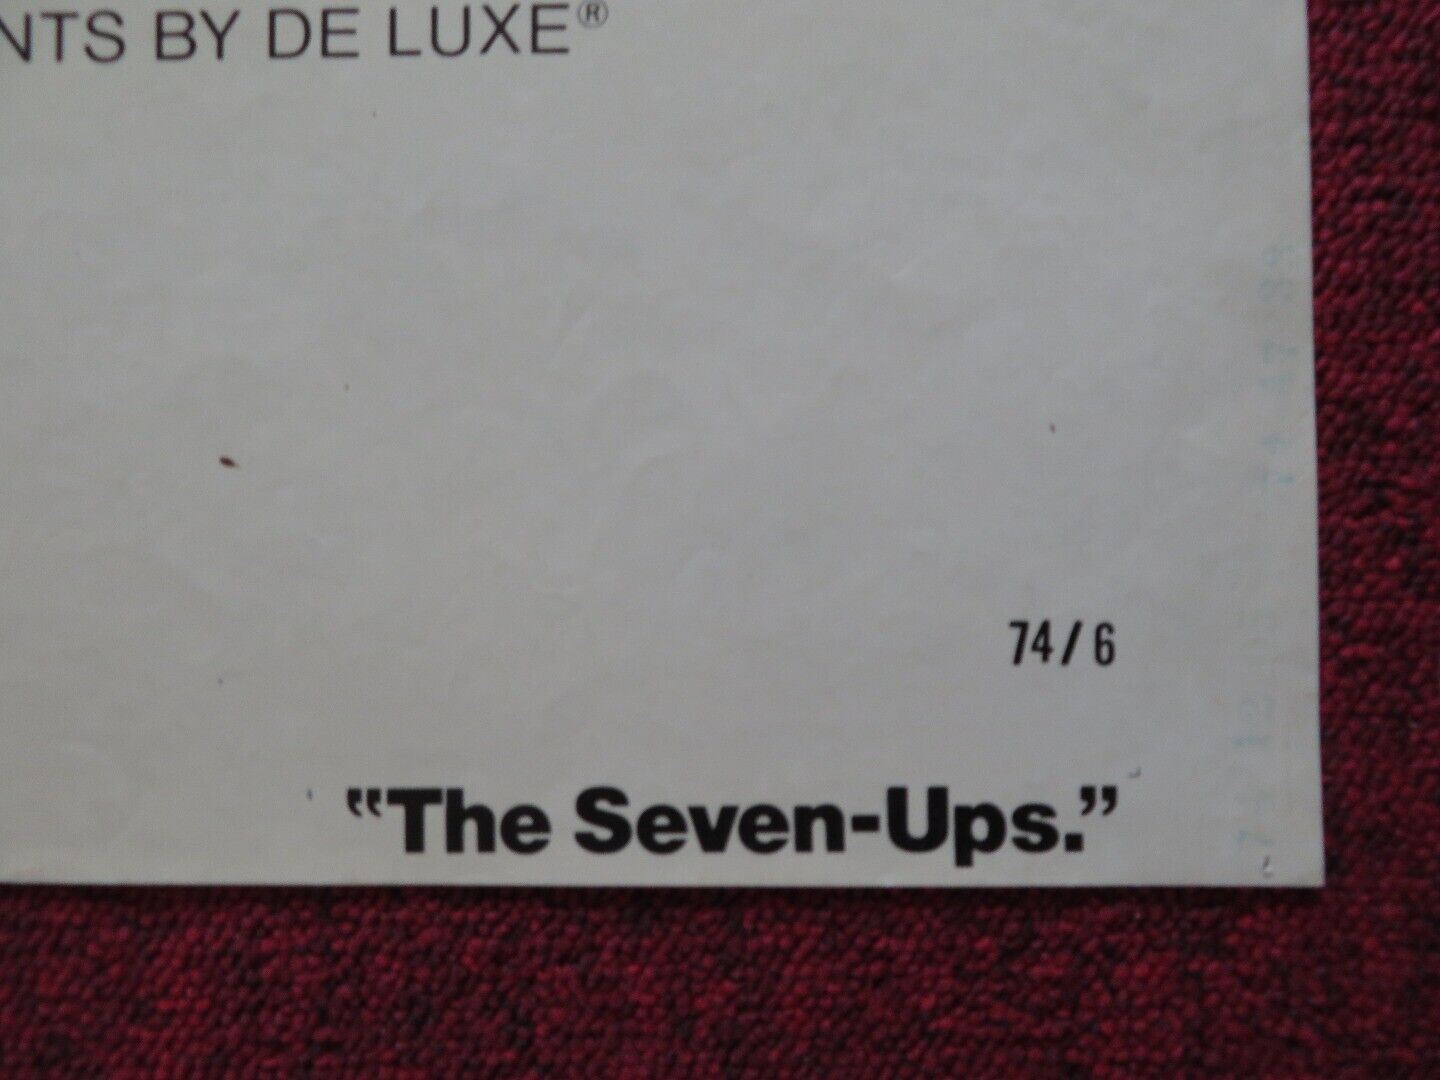 NTS BY DE LUXE®
74/6
"The Seven-Ups."